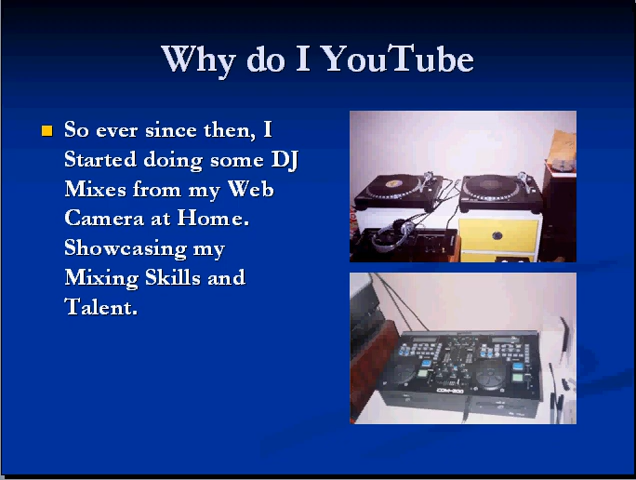 Why do I YouTube
So ever since then, I
Started doing some DJ
Mixes from my Web
Camera at Home.
Showcasing my
Mixing Skills and
Talent.